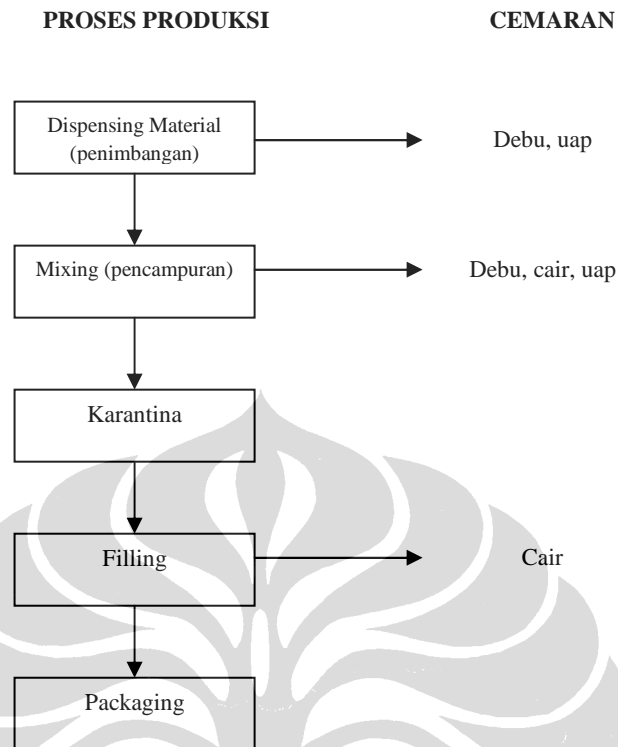 PROSES PRODUKSI
CEMARAN
Dispensing Material
(penimbangan)
Debu, uap
Mixing (pencampuran)
Debu, cair, uap
Karantina
Filling
Cair
Packaging